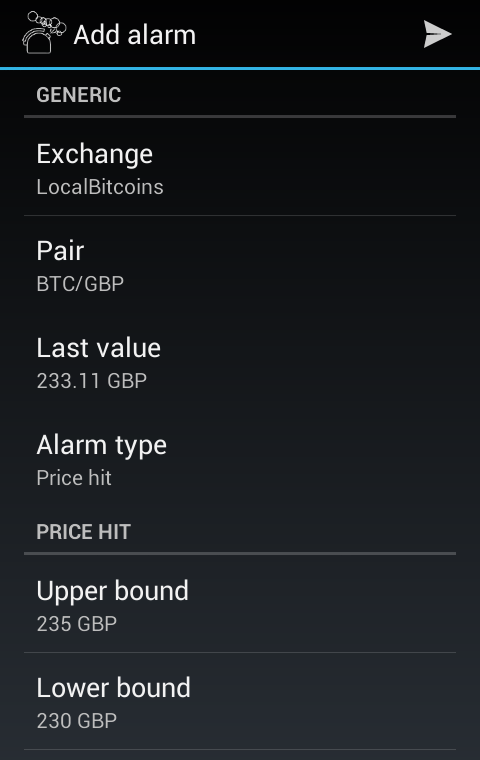 Add alarm
GENERIC
Exchange
LocalBitcoins
Pair
BTC/GBP
Last value
233.11 GBP
Alarm type
Price hit
PRICE HIT
Upper bound
235 GBP
Lower bound
230 GBP